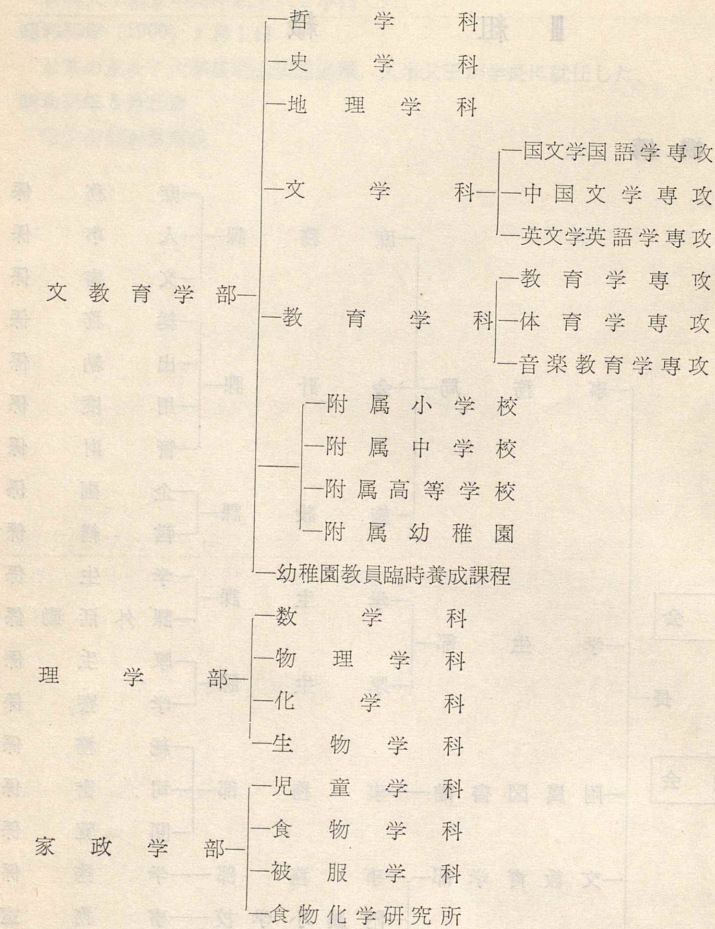 哲学科
史学科
地理学科
文学科
国文学国語学専攻
中国文学専攻
英文学英語学専攻
文教育学部
教育学科
教育学専攻
体育学専攻
音楽教育学専攻
附属小学校
附属中学校
附属高等学校
附属幼稚園
幼稚園教員臨時養成課程
理学部
数学科
物理学科
化学科
生物学科
家政学部
児童学科
食物学科
被服学科
食物化学研究所